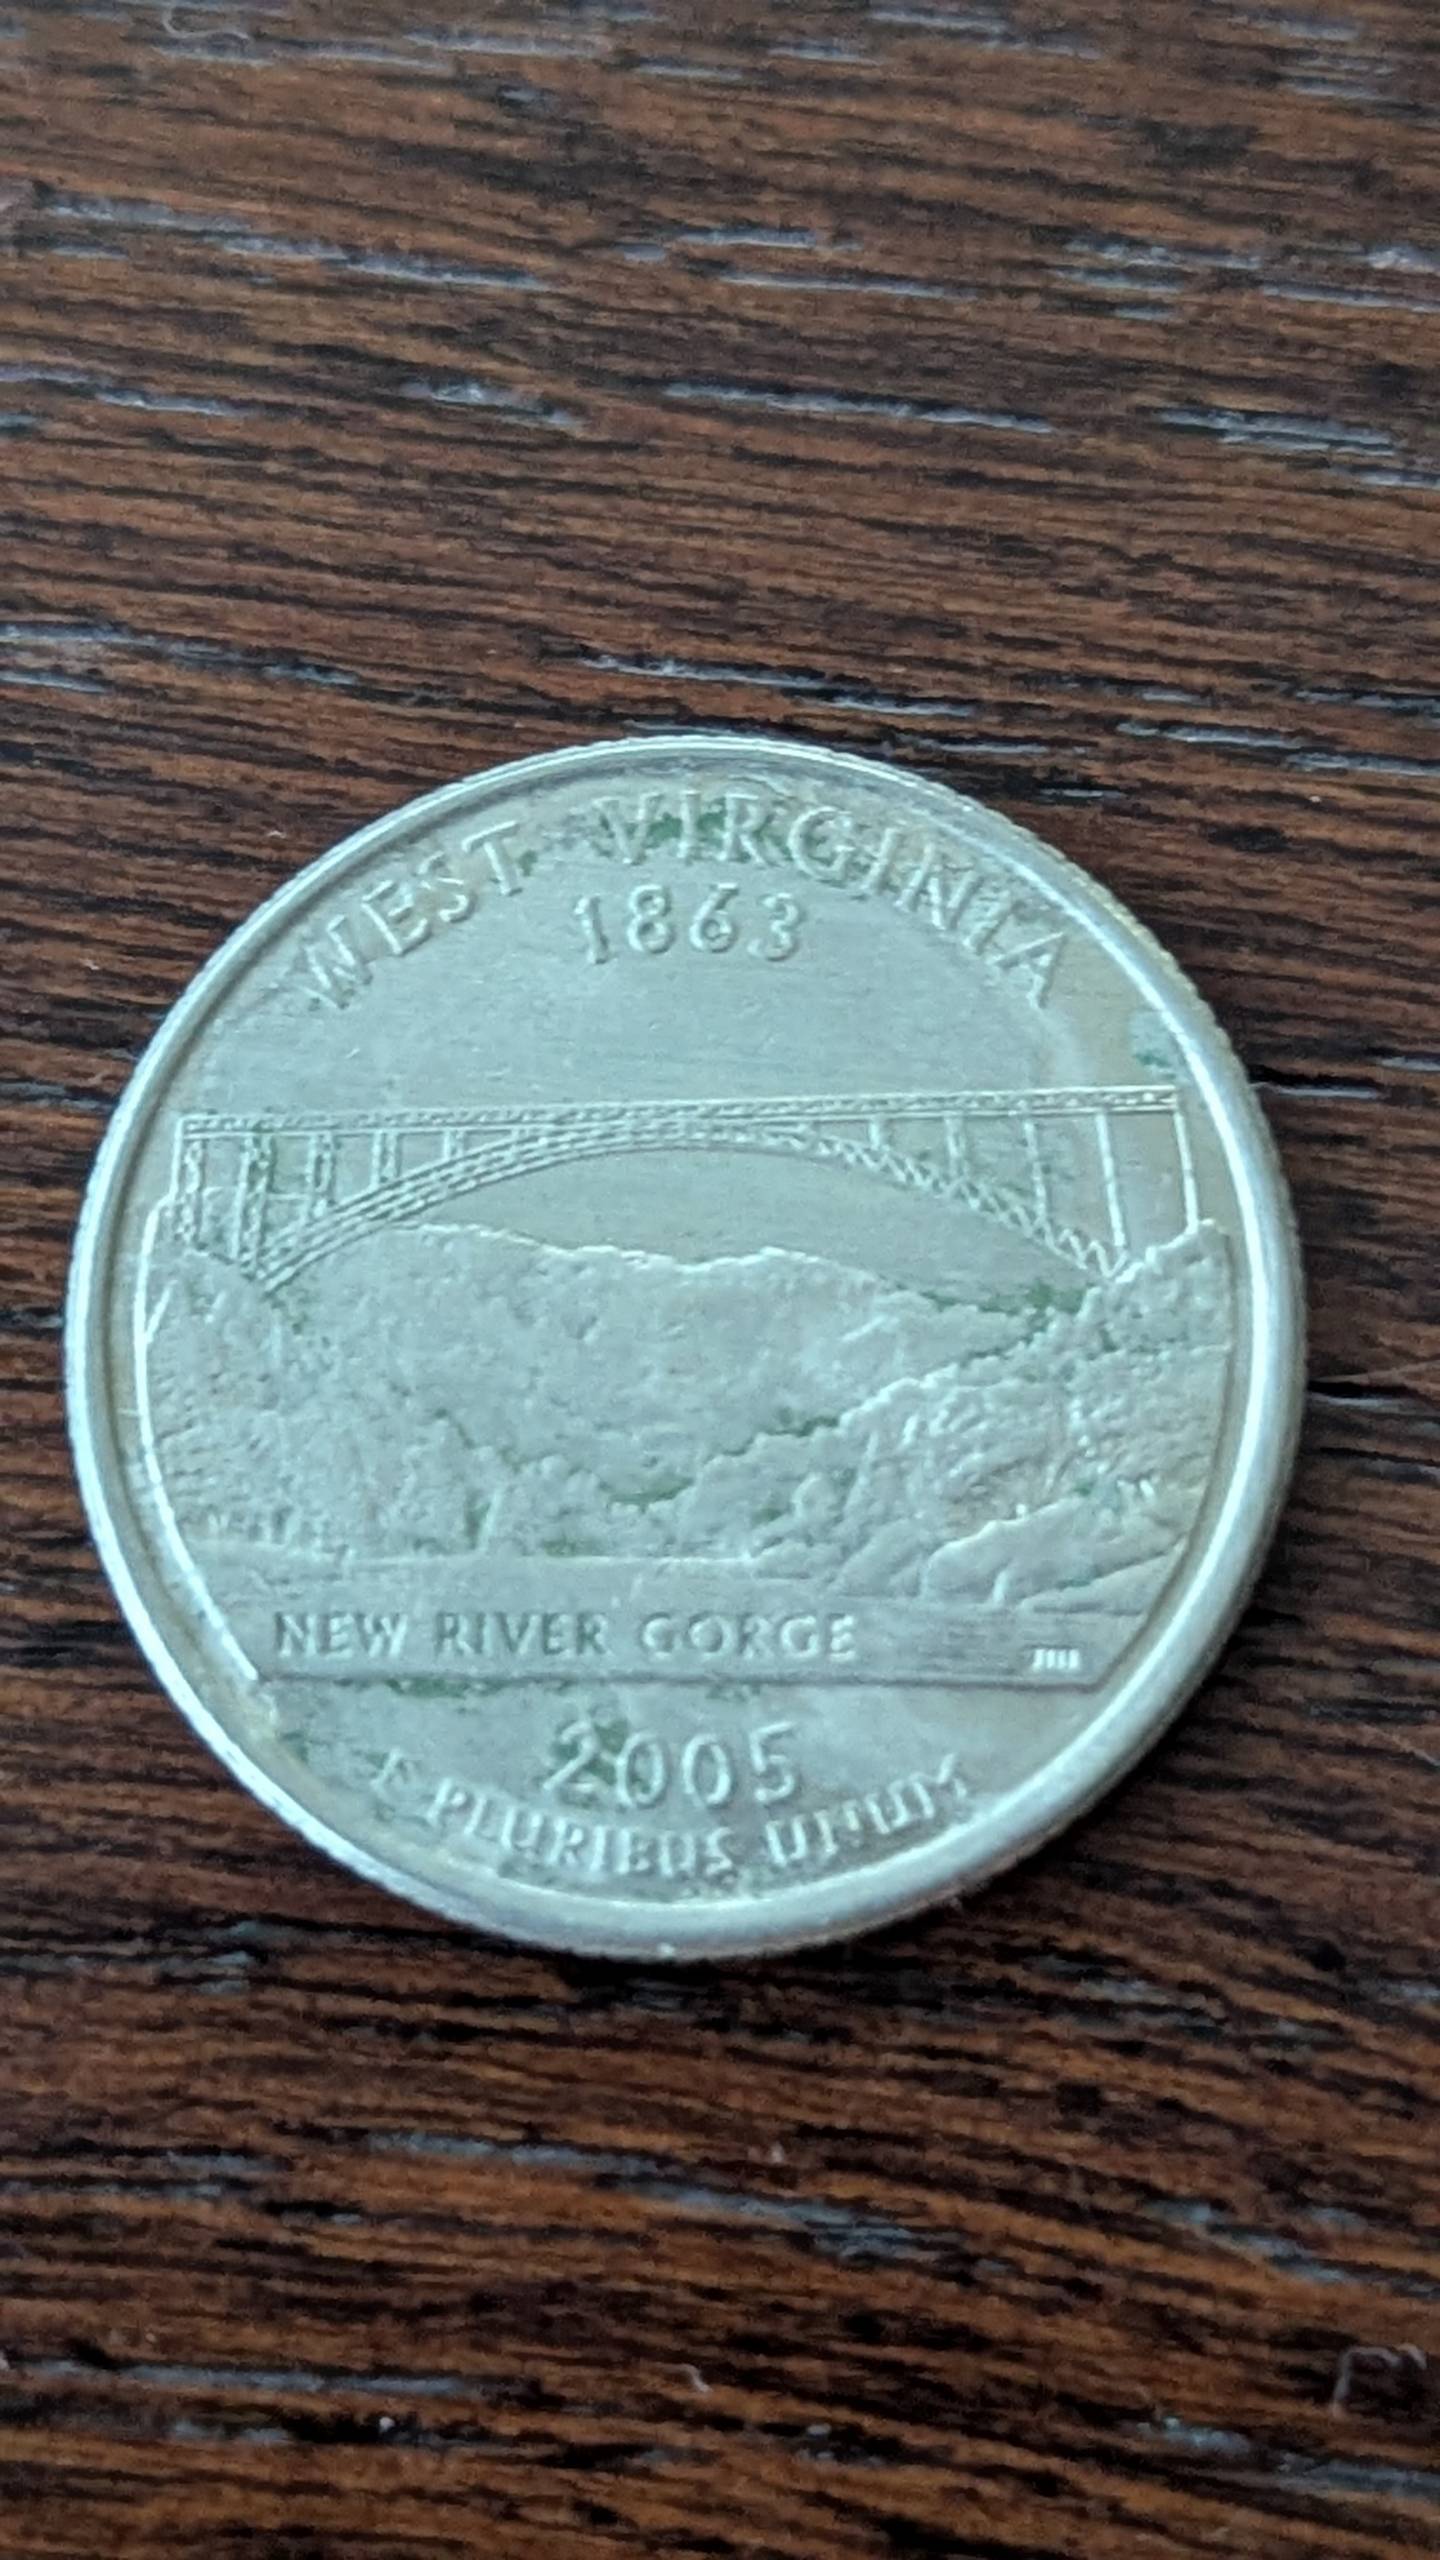 WEST VIRGINIA
1863
NEW RIVER GORGE
2005
E PLURIBUS UNUM